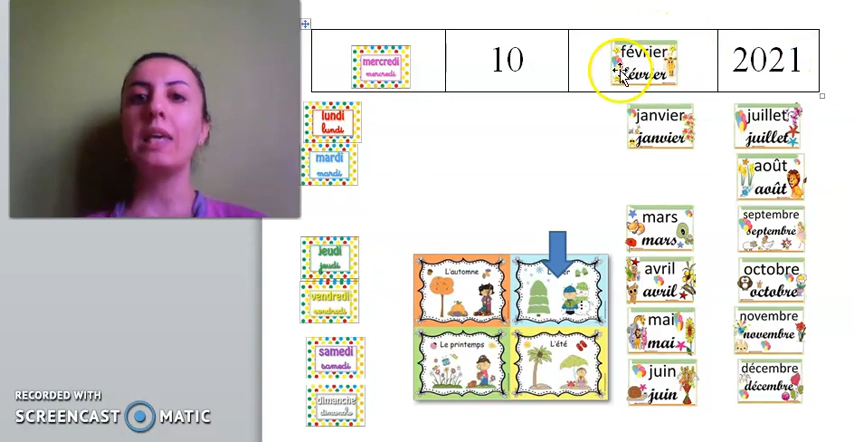 mercredi
mercredi
10
février
février
2021
lundi
lundi
mardi
mardi
jeudi
jeudi
vendredi
vendredi
samedi
samedi
dimanche
dimanche
L'automne
Le printemps
L'été
janvier
janvier
mars
mars
avril
avril
mai
mai
juin
juin
juillet
juillet
août
août
septembre
septembre
octobre
octobre
novembre
novembre
décembre
décembre
RECORDED WITH
SCREENCAST MATIC